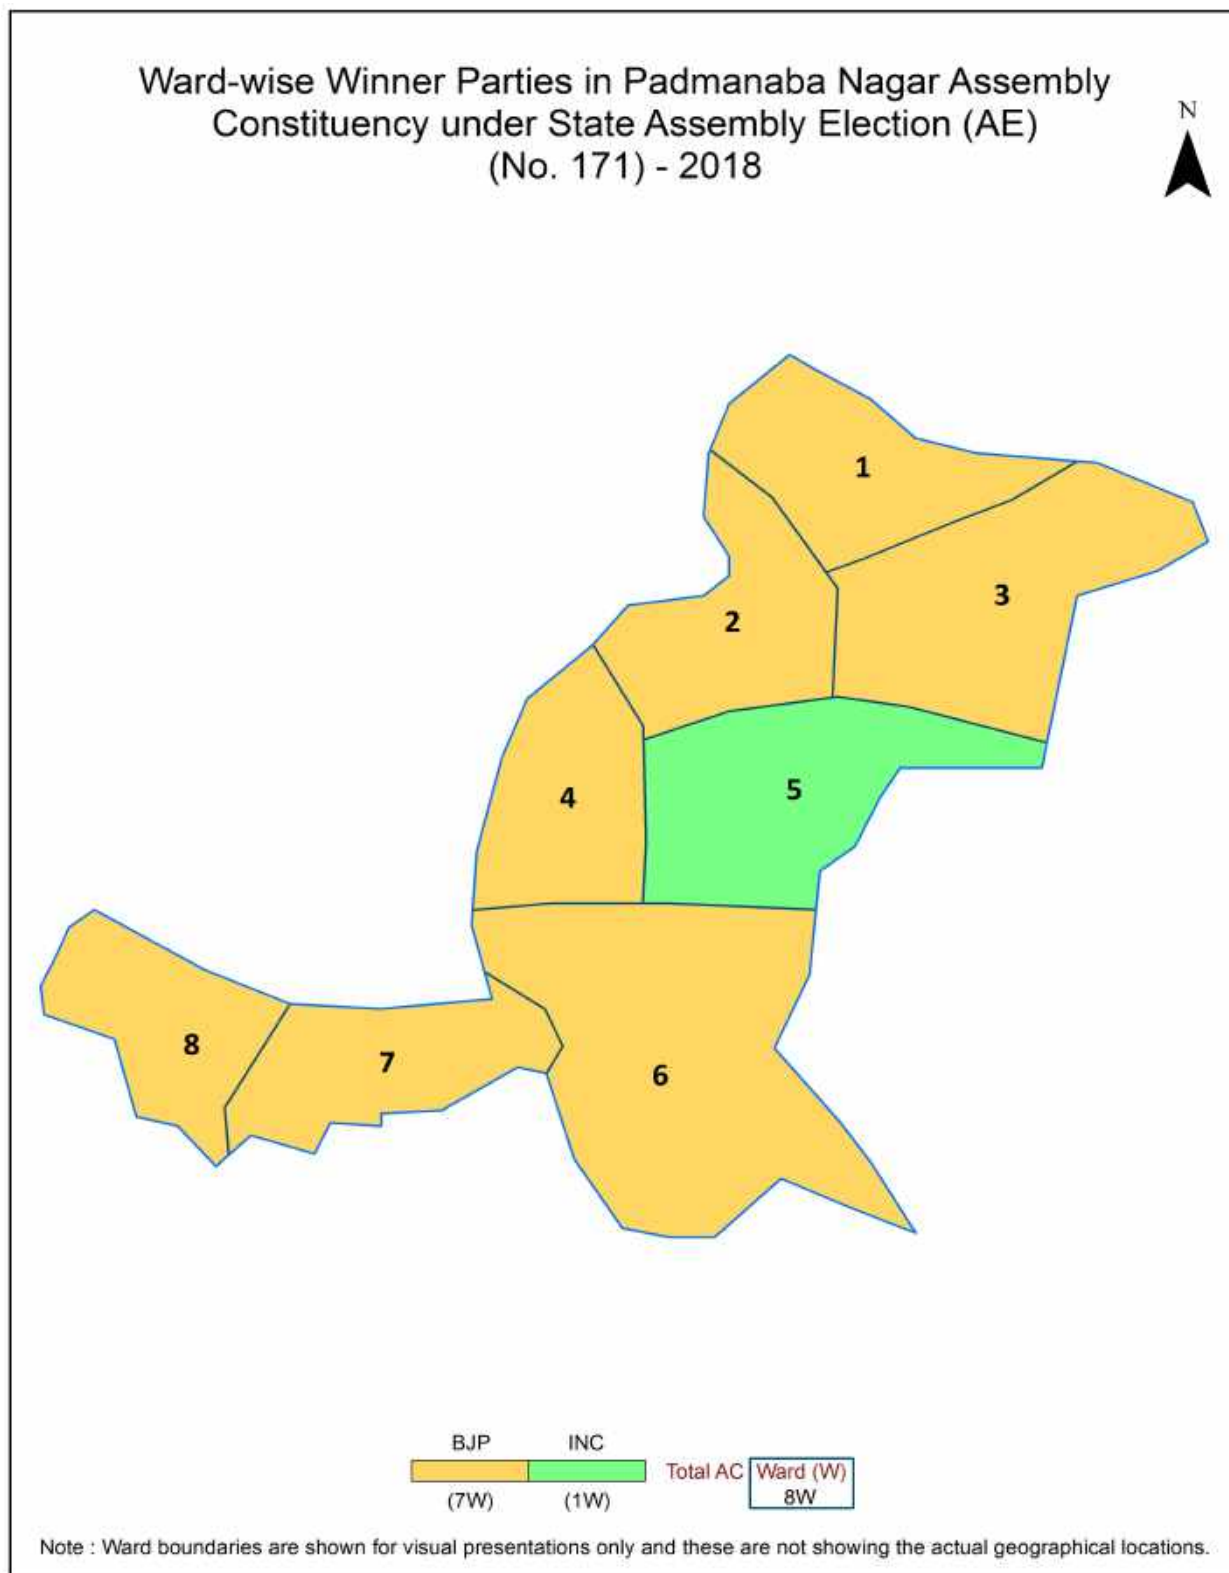 Ward-wise Winner Parties in Padmanaba Nagar Assembly
Constituency under State Assembly Election (AE)
(No. 171) - 2018
N
1
3
2
5
4
8
7
6
BJP INC
Total AC Ward (W)
(7W) (1W) 8W
Note : Ward boundaries are shown for visual presentations only and these are not showing the actual geographical locations.